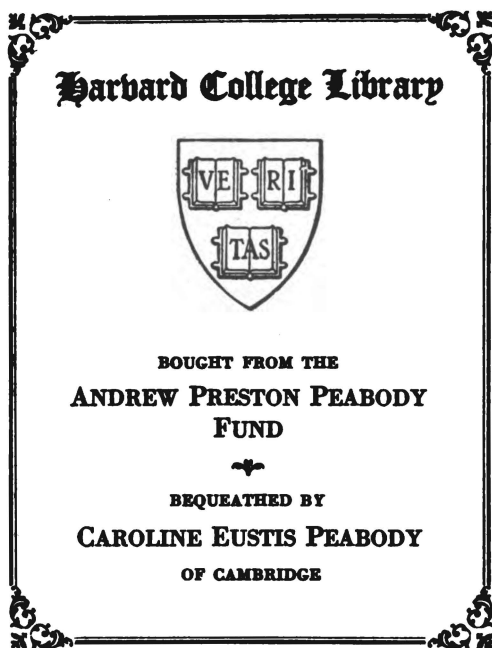 Harvard College Library
VE RI
TAS
BOUGHT FROM THE
ANDREW PRESTON PEABODY
FUND
BEQUEATHED BY
CAROLINE EUSTIS PEABODY
OF CAMBRIDGE